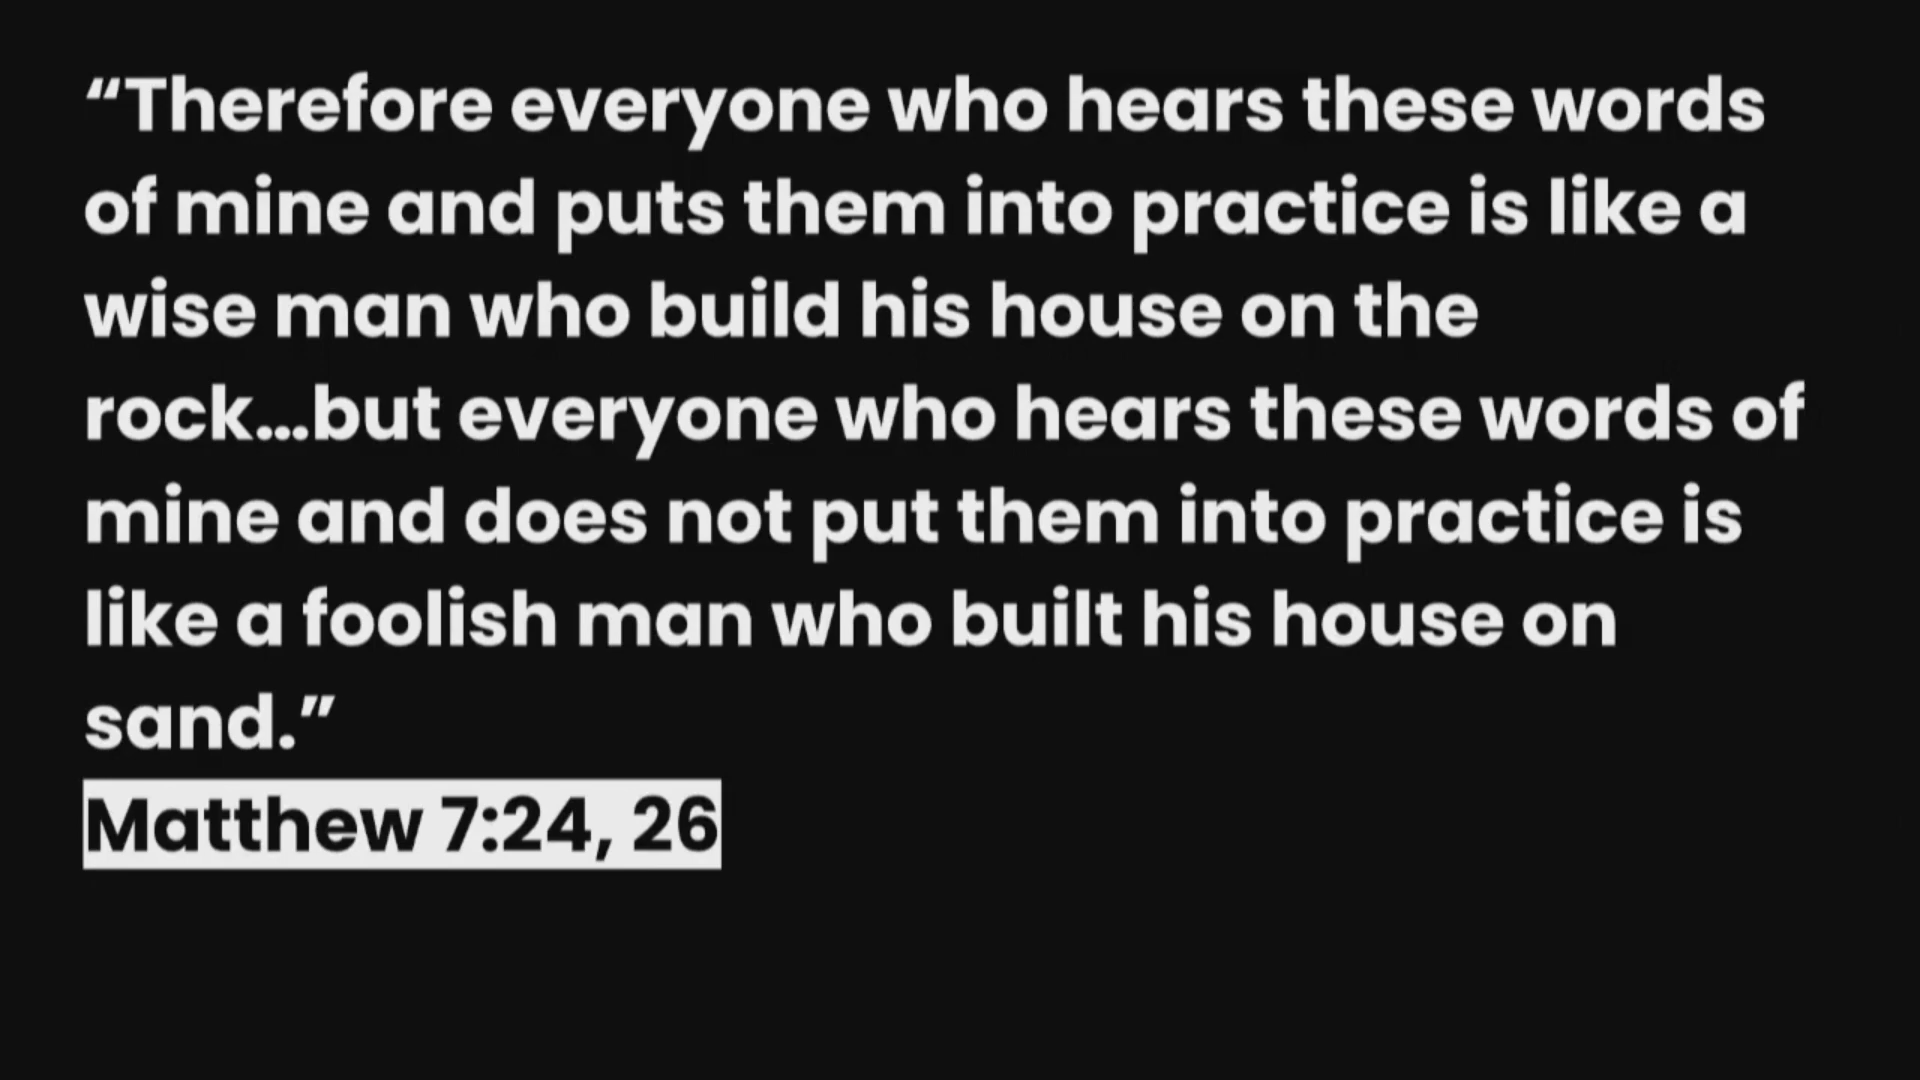 “Therefore everyone who hears these words
of mine and puts them into practice is like a
wise man who build his house on the
rock...but everyone who hears these words of
mine and does not put them into practice is
like a foolish man who built his house on
sand.”
Matthew 7:24, 26